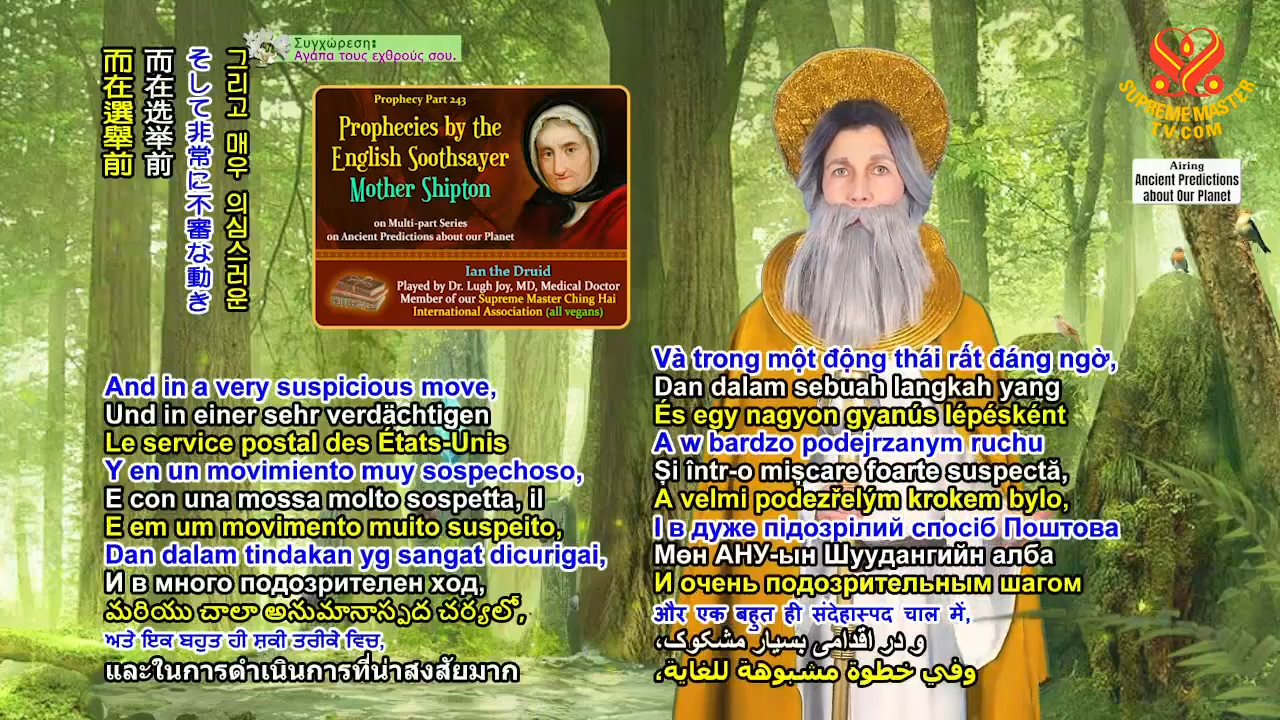 그리고 매우 의심스러운
そして非常に不審な動き
而在选举前
而在選舉前
Συγχώρεση:
Αγάπα τους εχθρούς σου.
Prophecy Part 243
Prophecies by the
English Soothsayer
Mother Shipton
on Multi-part Series
on Ancient Predictions about our Planet
Ian the Druid
Played by Dr. Lugh Joy, MD, Medical Doctor
Member of our Supreme Master Ching Hai
International Association (all vegans)
SUPREME MASTER
TV.COM
Airing
Ancient Predictions
about Our Planet
And in a very suspicious move,
Und in einer sehr verdächtigen
Le service postal des États-Unis
Y en un movimiento muy sospechoso,
E con una mossa molto sospetta, il
E em um movimento muito suspeito,
Dan dalam tindakan yg sangat dicurigai,
И в много подозрителен ход,
మరియు చాలా అనుమానాస్పద చర్యలో,
ਅਤੇ ਇਕ ਬਹੁਤ ਹੀ ਸ਼ਕੀ ਤਰੀਕੇ ਵਿਚ,
และในการดำเนินการที่น่าสงสัยมาก
Và trong một động thái rất đáng ngờ,
Dan dalam sebuah langkah yang
És egy nagyon gyanús lépésként
A w bardzo podejrzanym ruchu
Și într-o mișcare foarte suspectă,
A velmi podezřelým krokem bylo,
І в дуже підозрілий спосіб Поштова
Мөн АНУ-ын Шуудангийн алба
И очень подозрительным шагом
और एक बहुत ही संदेहास्पद चाल में,
و در اقدامی بسیار مشکوک،
وفي خطوة مشبوهة للغاية،